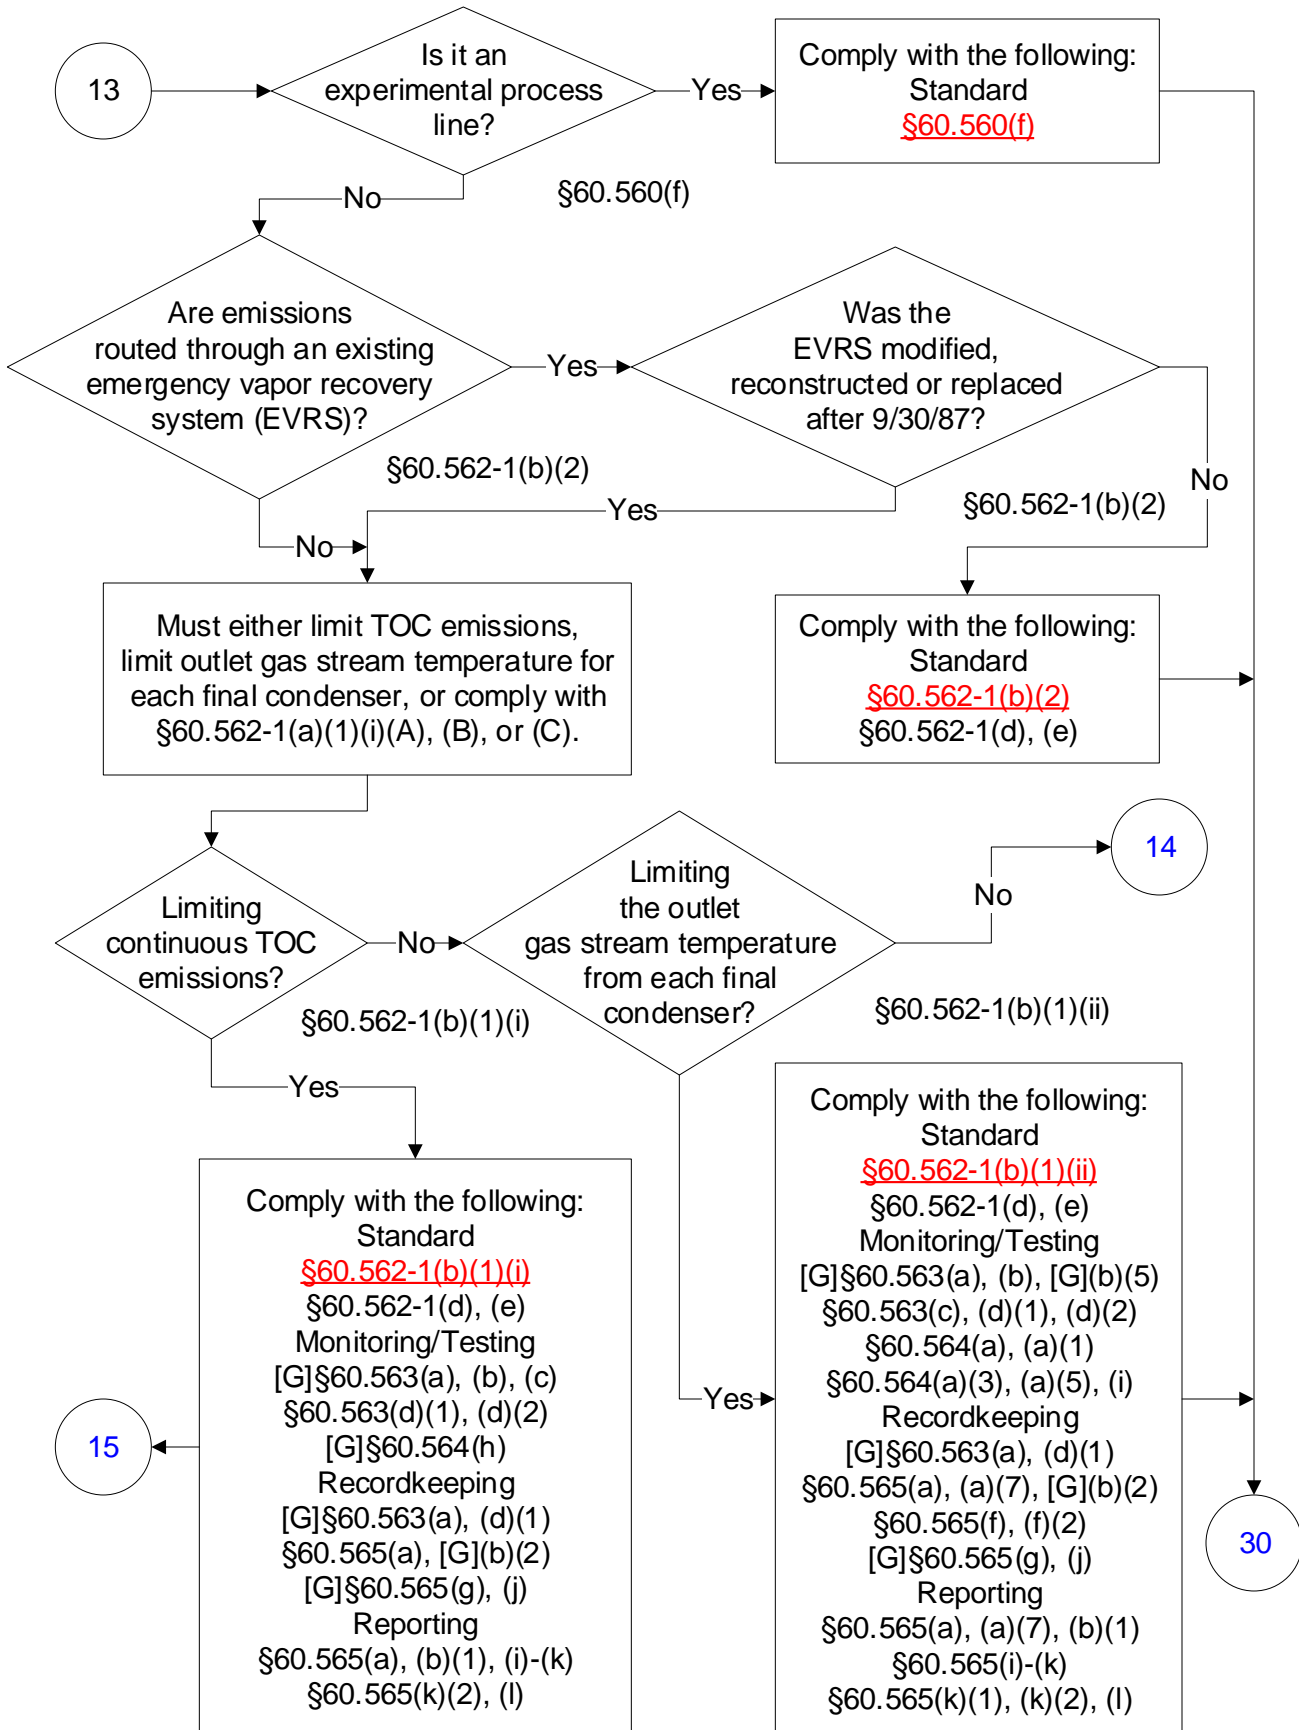 13
Is it an
experimental process
line?
Yes
Comply with the following:
Standard
§60.560(f)
No
§60.560(f)
Are emissions
routed through an existing
emergency vapor recovery
system (EVRS)?
Yes
Was the
EVRS modified,
reconstructed or replaced
after 9/30/87?
§60.562-1(b)(2)
No
Yes
§60.562-1(b)(2)
No
Must either limit TOC emissions,
limit outlet gas stream temperature for
each final condenser, or comply with
§60.562-1(a)(1)(i)(A), (B), or (C).
Comply with the following:
Standard
§60.562-1(b)(2)
§60.562-1(d), (e)
Limiting
continuous TOC
emissions?
No
Limiting
the outlet
gas stream temperature
from each final
condenser?
No
14
§60.562-1(b)(1)(i)
§60.562-1(b)(1)(ii)
Yes
Comply with the following:
Standard
§60.562-1(b)(1)(i)
§60.562-1(d), (e)
Monitoring/Testing
[G]§60.563(a), (b), (c)
§60.563(d)(1), (d)(2)
[G]§60.564(h)
Recordkeeping
[G]§60.563(a), (d)(1)
§60.565(a), [G](b)(2)
[G]§60.565(g), (j)
Reporting
§60.565(a), (b)(1), (i)-(k)
§60.565(k)(2), (l)
15
Yes
Comply with the following:
Standard
§60.562-1(b)(1)(ii)
§60.562-1(d), (e)
Monitoring/Testing
[G]§60.563(a), (b), [G](b)(5)
§60.563(c), (d)(1), (d)(2)
§60.564(a), (a)(1)
§60.564(a)(3), (a)(5), (i)
Recordkeeping
[G]§60.563(a), (d)(1)
§60.565(a), (a)(7), [G](b)(2)
§60.565(f), (f)(2)
[G]§60.565(g), (j)
Reporting
§60.565(a), (a)(7), (b)(1)
§60.565(i)-(k)
§60.565(k)(1), (k)(2), (l)
30